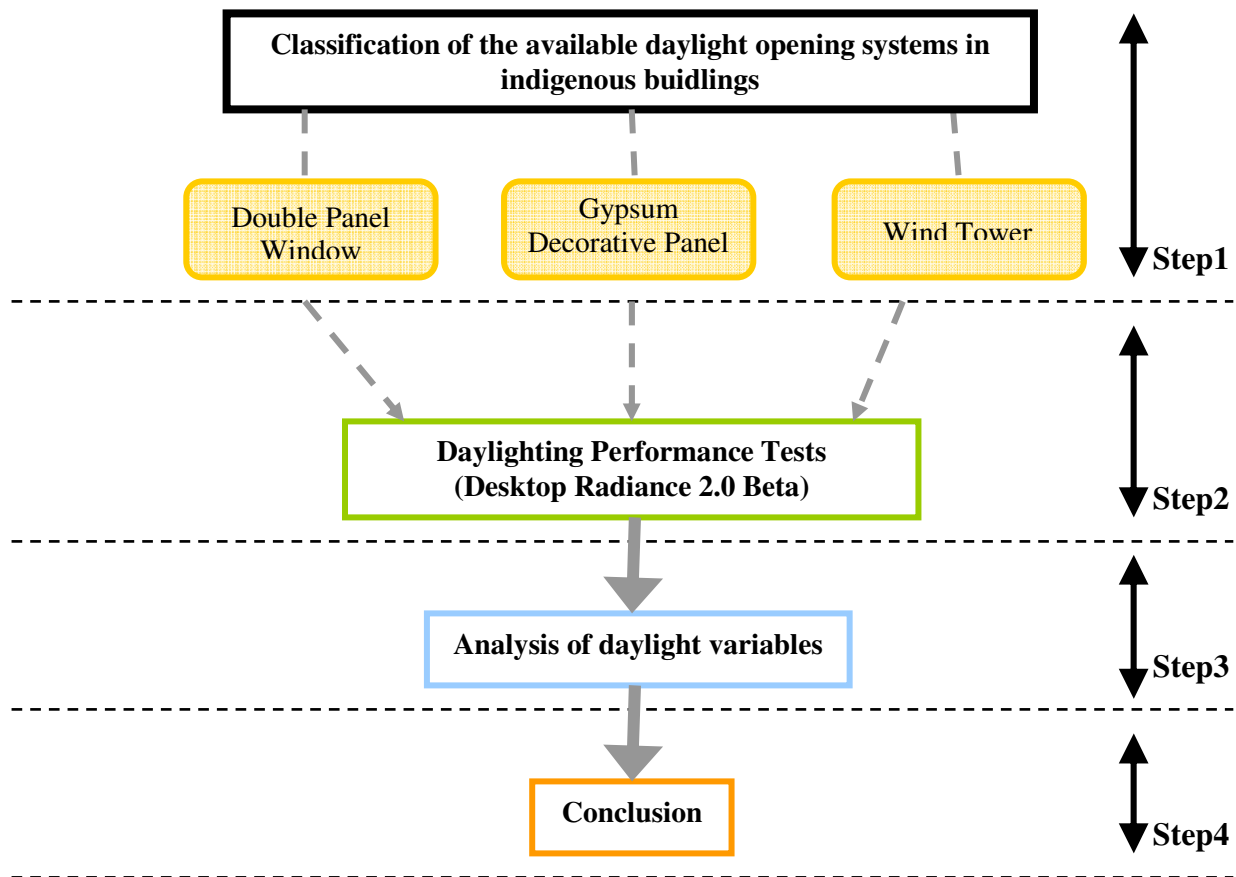 Classification of the available daylight opening systems in
indigenous buidlings
Double Panel
Window
Gypsum
Decorative Panel
Wind Tower
Step1
Daylighting Performance Tests
(Desktop Radiance 2.0 Beta)
Step2
Analysis of daylight variables
Step3
Conclusion
Step4